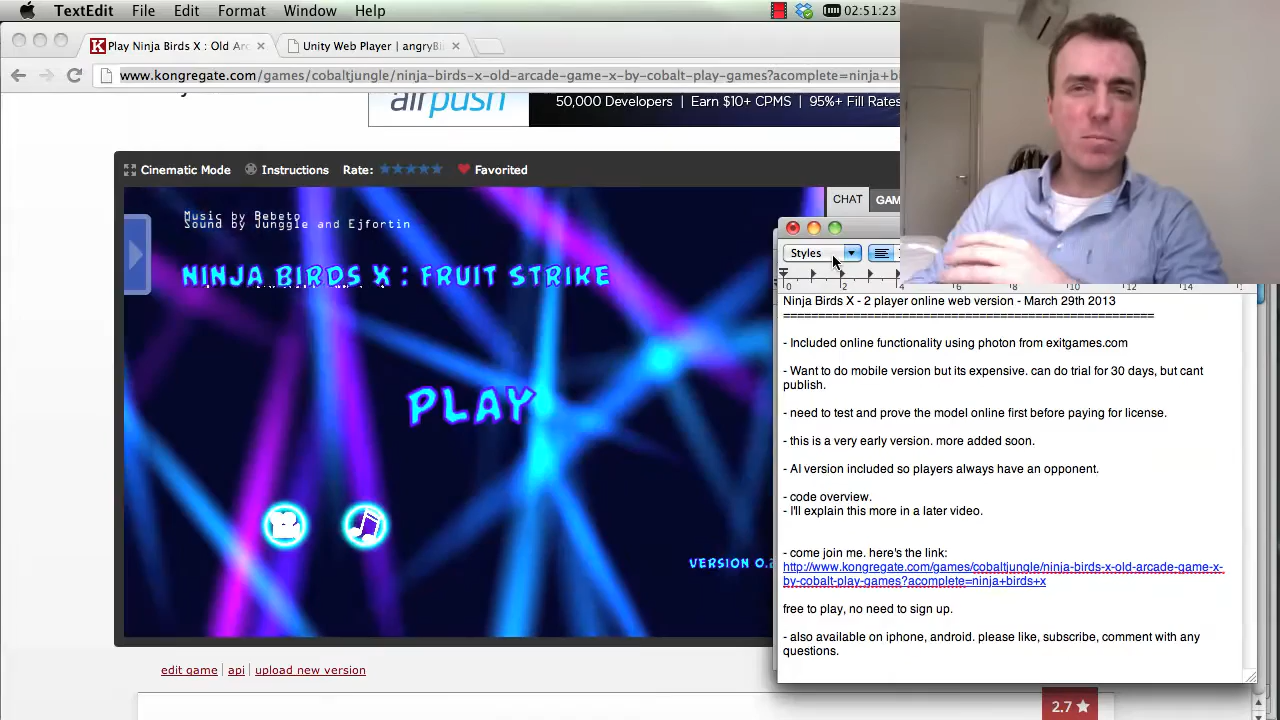 TextEdit File Edit Format Window Help 02:51:23
Play Ninja Birds X : Old Arc
Unity Web Player | angryBi
www.kongregate.com/games/cobaltjungle/ninja-birds-x-old-arcade-game-x-by-cobalt-play-games?acomplete=ninja+b
airpush
50,000 Developers | Earn $10+ CPMS | 95%+ Fill Rates
Cinematic Mode Instructions Rate: Favorited
CHAT GAM
Music by Bebeto
Sound by Junggle and Ejfortin
NINJA BIRDS X : FRUIT STRIKE
PLAY
VERSION 0.2
Styles
0 2 4 12 14
Ninja Birds X - 2 player online web version - March 29th 2013
=====================================================
- Included online functionality using photon from exitgames.com
- Want to do mobile version but its expensive. can do trial for 30 days, but cant
publish.
- need to test and prove the model online first before paying for license.
- this is a very early version. more added soon.
- AI version included so players always have an opponent.
- code overview.
- I'll explain this more in a later video.
- come join me. here's the link:
http://www.kongregate.com/games/cobaltjungle/ninja-birds-x-old-arcade-game-x-
by-cobalt-play-games?acomplete=ninja+birds+x
free to play, no need to sign up.
- also available on iphone, android. please like, subscribe, comment with any
questions.
edit game api upload new version
2.7